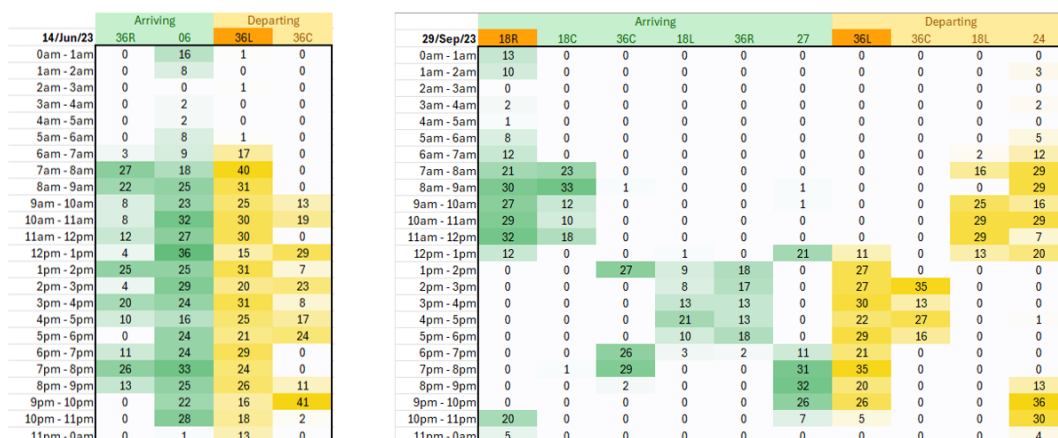 Arriving Departing Arriving Departing
14/Jun/23 36R 06 36L 36C 29/Sep/23 18R 18C 36C 18L 36R 27 36L 36C 18L 24
0am - 1am 0 16 1 0 0am - 1am 13 0 0 0 0 0 0 0 0 0
1am - 2am 0 8 0 0 1am - 2am 10 0 0 0 0 0 0 0 0 3
2am - 3am 0 0 1 0 2am - 3am 0 0 0 0 0 0 0 0 0 0
3am - 4am 0 2 0 0 3am - 4am 2 0 0 0 0 0 0 0 0 2
4am - 5am 0 2 0 0 4am - 5am 1 0 0 0 0 0 0 0 0 0
5am - 6am 0 8 1 0 5am - 6am 8 0 0 0 0 0 0 0 0 5
6am - 7am 3 9 17 0 6am - 7am 12 0 0 0 0 0 0 0 2 12
7am - 8am 27 18 40 0 7am - 8am 21 23 0 0 0 0 0 0 16 29
8am - 9am 22 25 31 0 8am - 9am 30 33 1 0 0 1 0 0 0 29
9am - 10am 8 23 25 13 9am - 10am 27 12 0 0 0 1 0 0 25 16
10am - 11am 8 32 30 19 10am - 11am 29 10 0 0 0 0 0 0 29 29
11am - 12pm 12 27 30 0 11am - 12pm 32 18 0 0 0 0 0 0 29 7
12pm - 1pm 4 36 15 29 12pm - 1pm 12 0 0 1 0 21 11 0 13 20
1pm - 2pm 25 25 31 7 1pm - 2pm 0 0 27 9 18 0 27 0 0 0
2pm - 3pm 4 29 20 23 2pm - 3pm 0 0 0 8 17 0 27 35 0 0
3pm - 4pm 20 24 31 8 3pm - 4pm 0 0 0 13 13 0 30 13 0 0
4pm - 5pm 10 16 25 17 4pm - 5pm 0 0 0 21 13 0 22 27 0 1
5pm - 6pm 0 24 21 24 5pm - 6pm 0 0 0 10 18 0 29 16 0 0
6pm - 7pm 11 24 29 0 6pm - 7pm 0 0 26 3 2 11 21 0 0 0
7pm - 8pm 26 33 24 0 7pm - 8pm 0 1 29 0 0 31 35 0 0 0
8pm - 9pm 13 25 26 11 8pm - 9pm 0 0 2 0 0 32 20 0 0 13
9pm - 10pm 0 22 16 41 9pm - 10pm 0 0 0 0 0 26 26 0 0 36
10pm - 11pm 0 28 18 2 10pm - 11pm 20 0 0 0 0 7 5 0 0 30
11pm - 0am 0 1 13 0 11pm - 0am 5 0 0 0 0 0 0 0 0 4